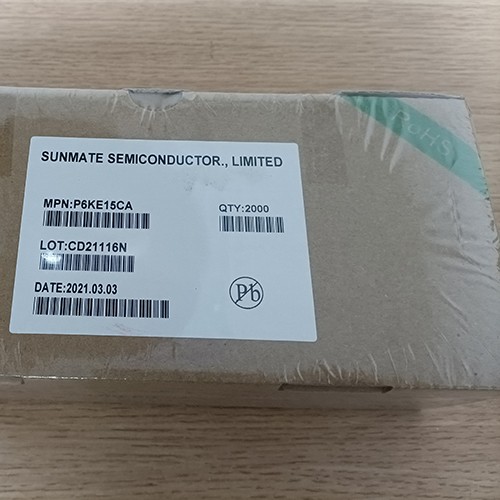 RoHS
SUNMATE SEMICONDUCTOR., LIMITED
MPN:P6KE15CA
QTY:2000
LOT:CD21116N
DATE:2021.03.03
Pb